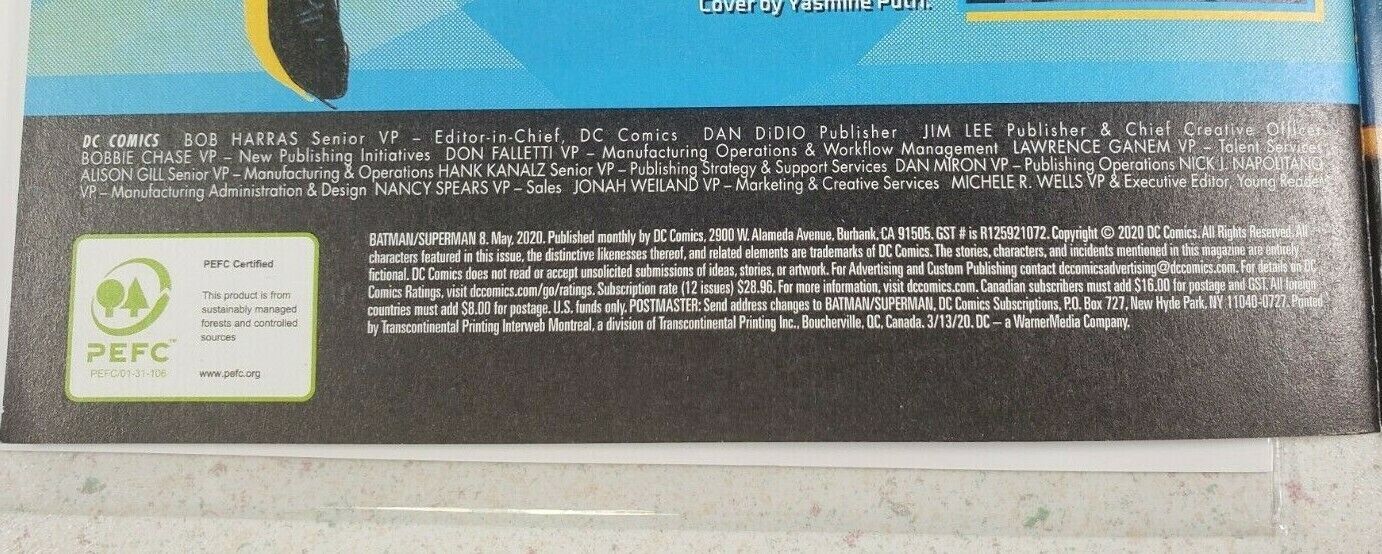 Cover by Yasmine Putri.
DC COMICS BOB HARRAS Senior VP – Editor-in-Chief, DC Comics DAN DiDIO Publisher JIM LEE Publisher & Chief Creative Officer
BOBBIE CHASE VP – New Publishing Initiatives DON FALLETTI VP – Manufacturing Operations & Workflow Management LAWRENCE GANEM VP – Talent Services
ALISON GILL Senior VP – Manufacturing & Operations HANK KANALZ Senior VP – Publishing Strategy & Support Services DAN MIRON VP – Publishing Operations NICK J. NAPOLITANO
VP – Manufacturing Administration & Design NANCY SPEARS VP – Sales JONAH WEILAND VP – Marketing & Creative Services MICHELE R. WELLS VP & Executive Editor, Young Reader
PEFC Certified
This product is from
sustainably managed
forests and controlled
sources
www.pefc.org
PEFC™
PEFC/01-31-106
BATMAN/SUPERMAN 8. May, 2020. Published monthly by DC Comics, 2900 W. Alameda Avenue, Burbank, CA 91505. GST # is R125921072. Copyright © 2020 DC Comics. All Rights Reserved. All
characters featured in this issue, the distinctive likenesses thereof, and related elements are trademarks of DC Comics. The stories, characters, and incidents mentioned in this magazine are entirely
fictional. DC Comics does not read or accept unsolicited submissions of ideas, stories, or artwork. For Advertising and Custom Publishing contact dccomicsadvertising@dccomics.com. For details on DC
Comics Ratings, visit dccomics.com/go/ratings. Subscription rate (12 issues) $28.96. For more information, visit dccomics.com. Canadian subscribers must add $16.00 for postage and GST. All foreign
countries must add $8.00 for postage. U.S. funds only. POSTMASTER: Send address changes to BATMAN/SUPERMAN, DC Comics Subscriptions, P.O. Box 727, New Hyde Park, NY 11040-0727. Printed
by Transcontinental Printing Interweb Montreal, a division of Transcontinental Printing Inc., Boucherville, QC, Canada. 3/13/20. DC – a WarnerMedia Company.